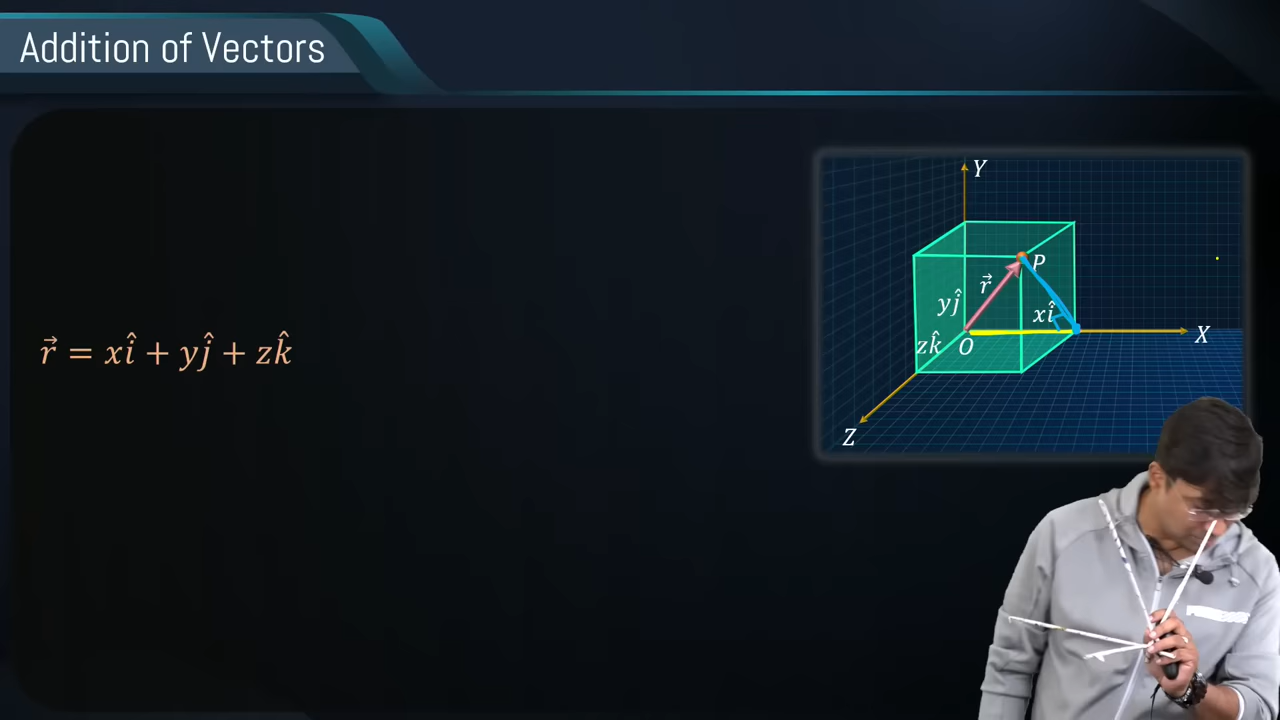 Addition of Vectors
Y
P
r⃗
yĵ
xî
X
zk̂
O
r⃗ = xî + yĵ + zk̂
Z